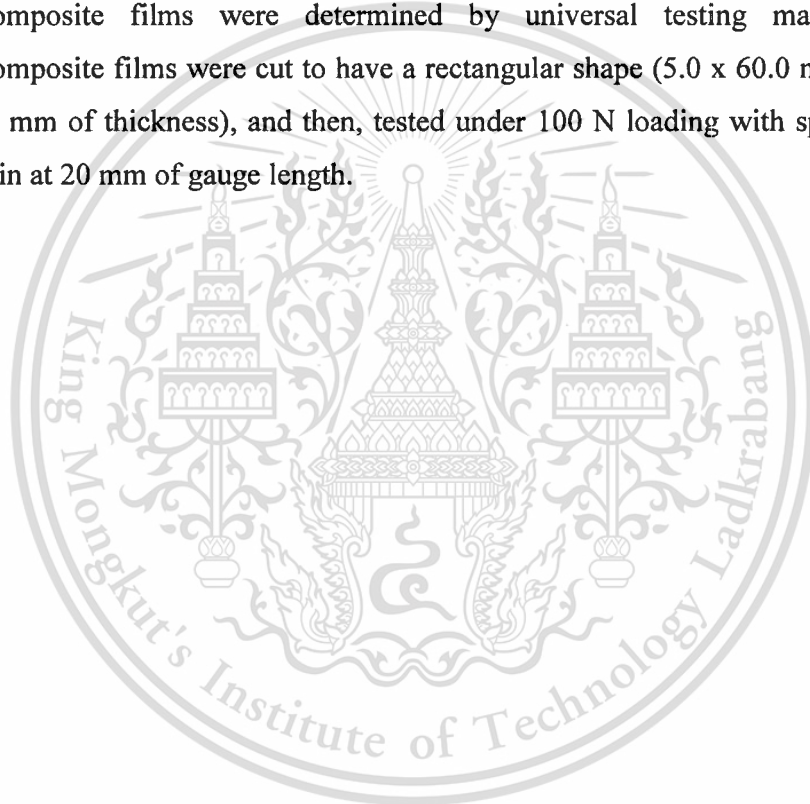 omposite films were determined by universal testing ma
omposite films were cut to have a rectangular shape (5.0 x 60.0 m
mm of thickness), and then, tested under 100 N loading with sp
in at 20 mm of gauge length.
King Mongkut's Institute of Technology Ladkrabang